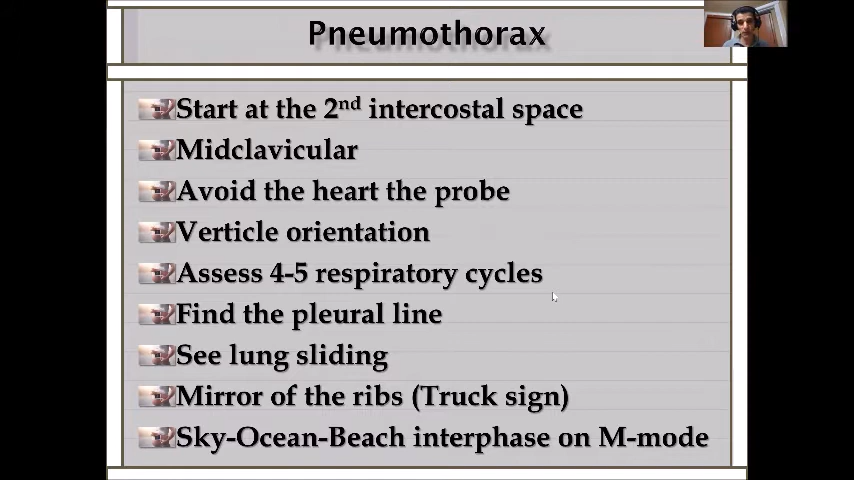 Pneumothorax
Start at the 2nd intercostal space
Midclavicular
Avoid the heart the probe
Verticle orientation
Assess 4-5 respiratory cycles
Find the pleural line
See lung sliding
Mirror of the ribs (Truck sign)
Sky-Ocean-Beach interphase on M-mode